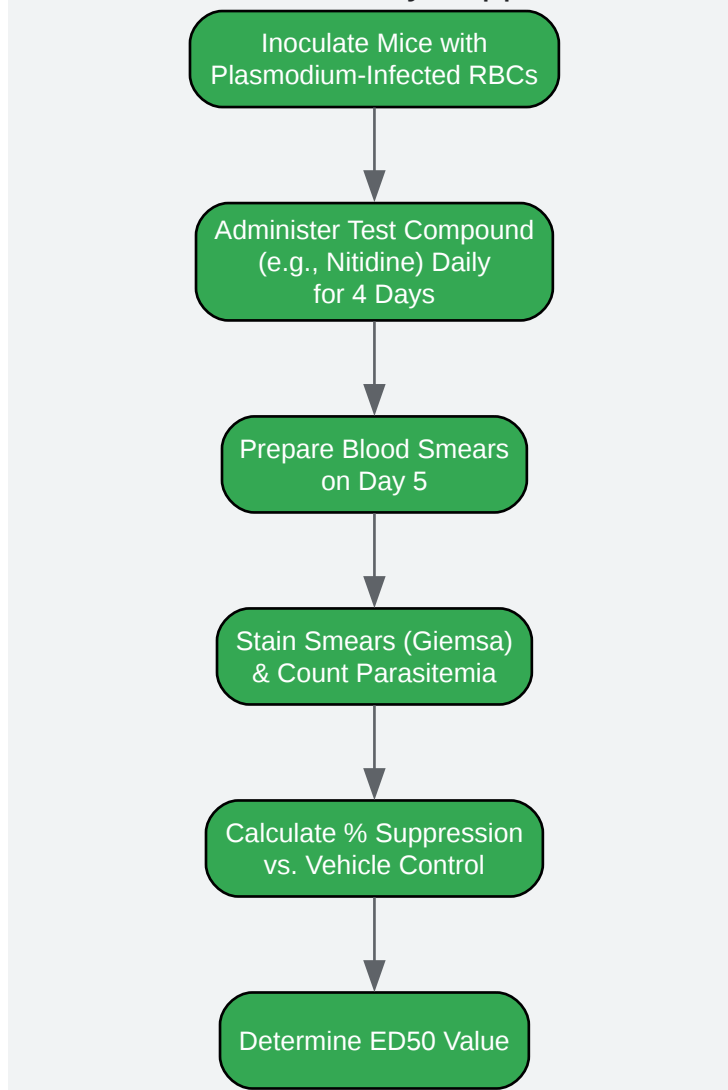 Inoculate Mice with
Plasmodium-Infected RBCs
Administer Test Compound
(e.g., Nitidine) Daily
for 4 Days
Prepare Blood Smears
on Day 5
Stain Smears (Giemsa)
& Count Parasitemia
Calculate % Suppression
vs. Vehicle Control
Determine ED50 Value